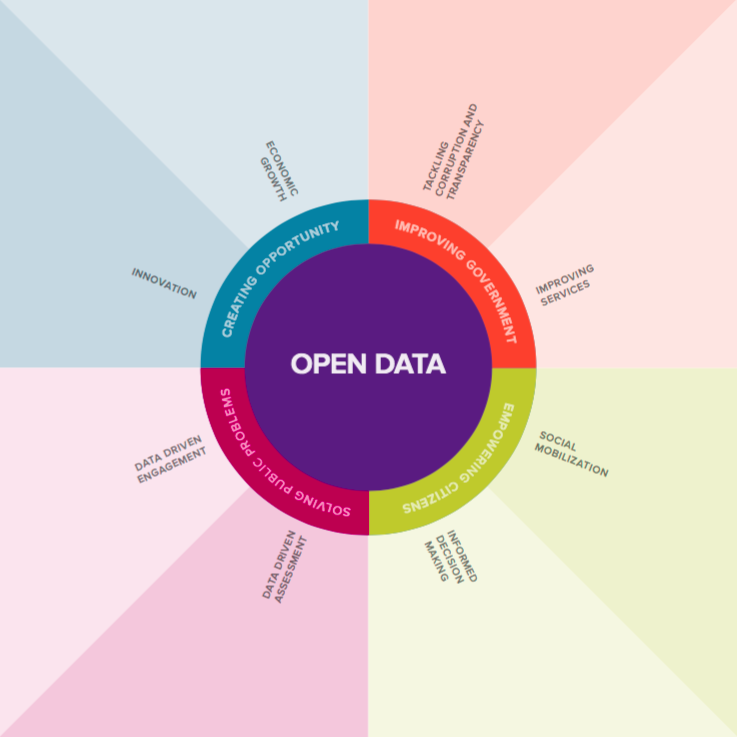 OPEN DATA
CREATING OPPORTUNITY
ECONOMIC
GROWTH
INNOVATION
IMPROVING GOVERNMENT
TACKLING
CORRUPTION AND
TRANSPARENCY
IMPROVING
SERVICES
EMPOWERING CITIZENS
SOCIAL
MOBILIZATION
INFORMED
DECISION
MAKING
SOLVING PUBLIC PROBLEMS
DATA DRIVEN
ASSESSMENT
DATA DRIVEN
ENGAGEMENT